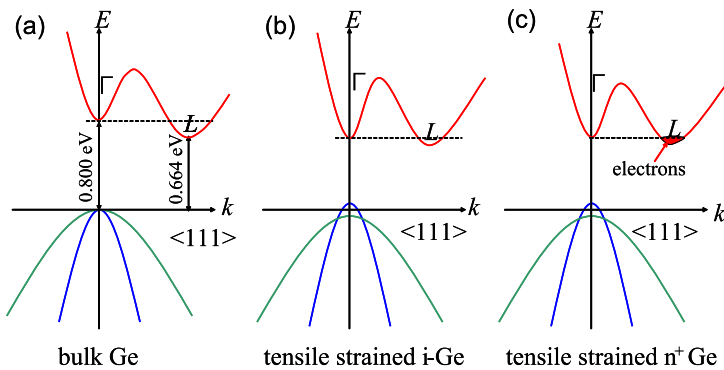 (a)
E
Γ
L
0.800 eV
0.664 eV
k
<111>
bulk Ge
(b)
E
Γ
L
k
<111>
tensile strained i-Ge
(c)
E
Γ
L
electrons
k
<111>
tensile strained n+ Ge